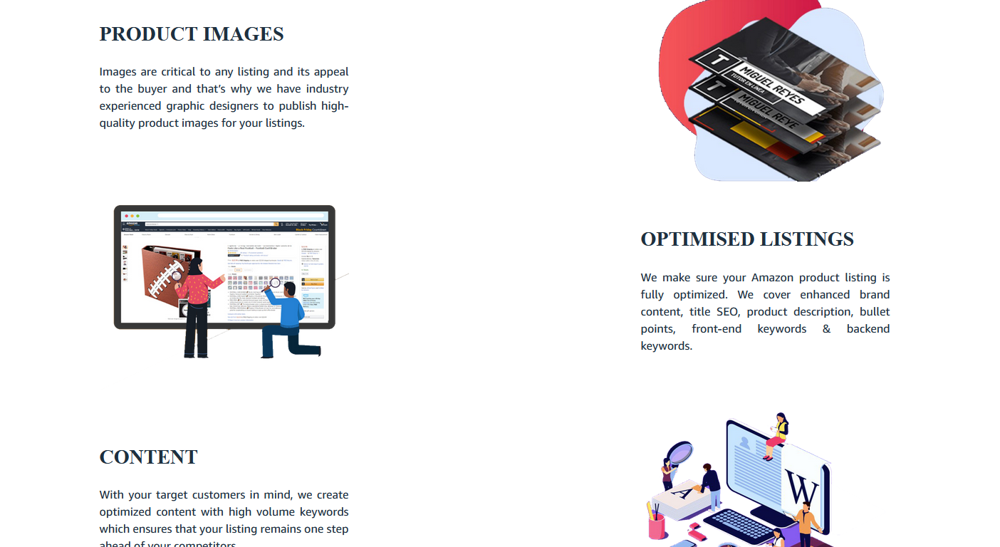 PRODUCT IMAGES
Images are critical to any listing and its appeal
to the buyer and that’s why we have industry
experienced graphic designers to publish high-
quality product images for your listings.
T
MIGUEL REYES
TUTOR EN LINEA
T
MIGUEL REYE
amazon
OPTIMISED LISTINGS
We make sure your Amazon product listing is
fully optimized. We cover enhanced brand
content, title SEO, product description, bullet
points, front-end keywords & backend
keywords.
CONTENT
With your target customers in mind, we create
optimized content with high volume keywords
which ensures that your listing remains one step
ahead of your competitors.
A
W